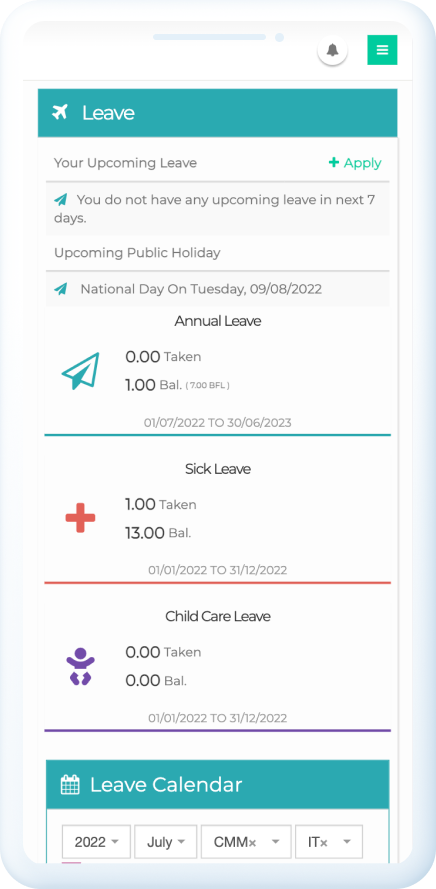 Leave
Your Upcoming Leave + Apply
You do not have any upcoming leave in next 7
days.
Upcoming Public Holiday
National Day On Tuesday, 09/08/2022
Annual Leave
0.00 Taken
1.00 Bal. ( 7.00 BFL )
01/07/2022 TO 30/06/2023
Sick Leave
1.00 Taken
13.00 Bal.
01/01/2022 TO 31/12/2022
Child Care Leave
0.00 Taken
0.00 Bal.
01/01/2022 TO 31/12/2022
Leave Calendar
2022 July CMM× IT×